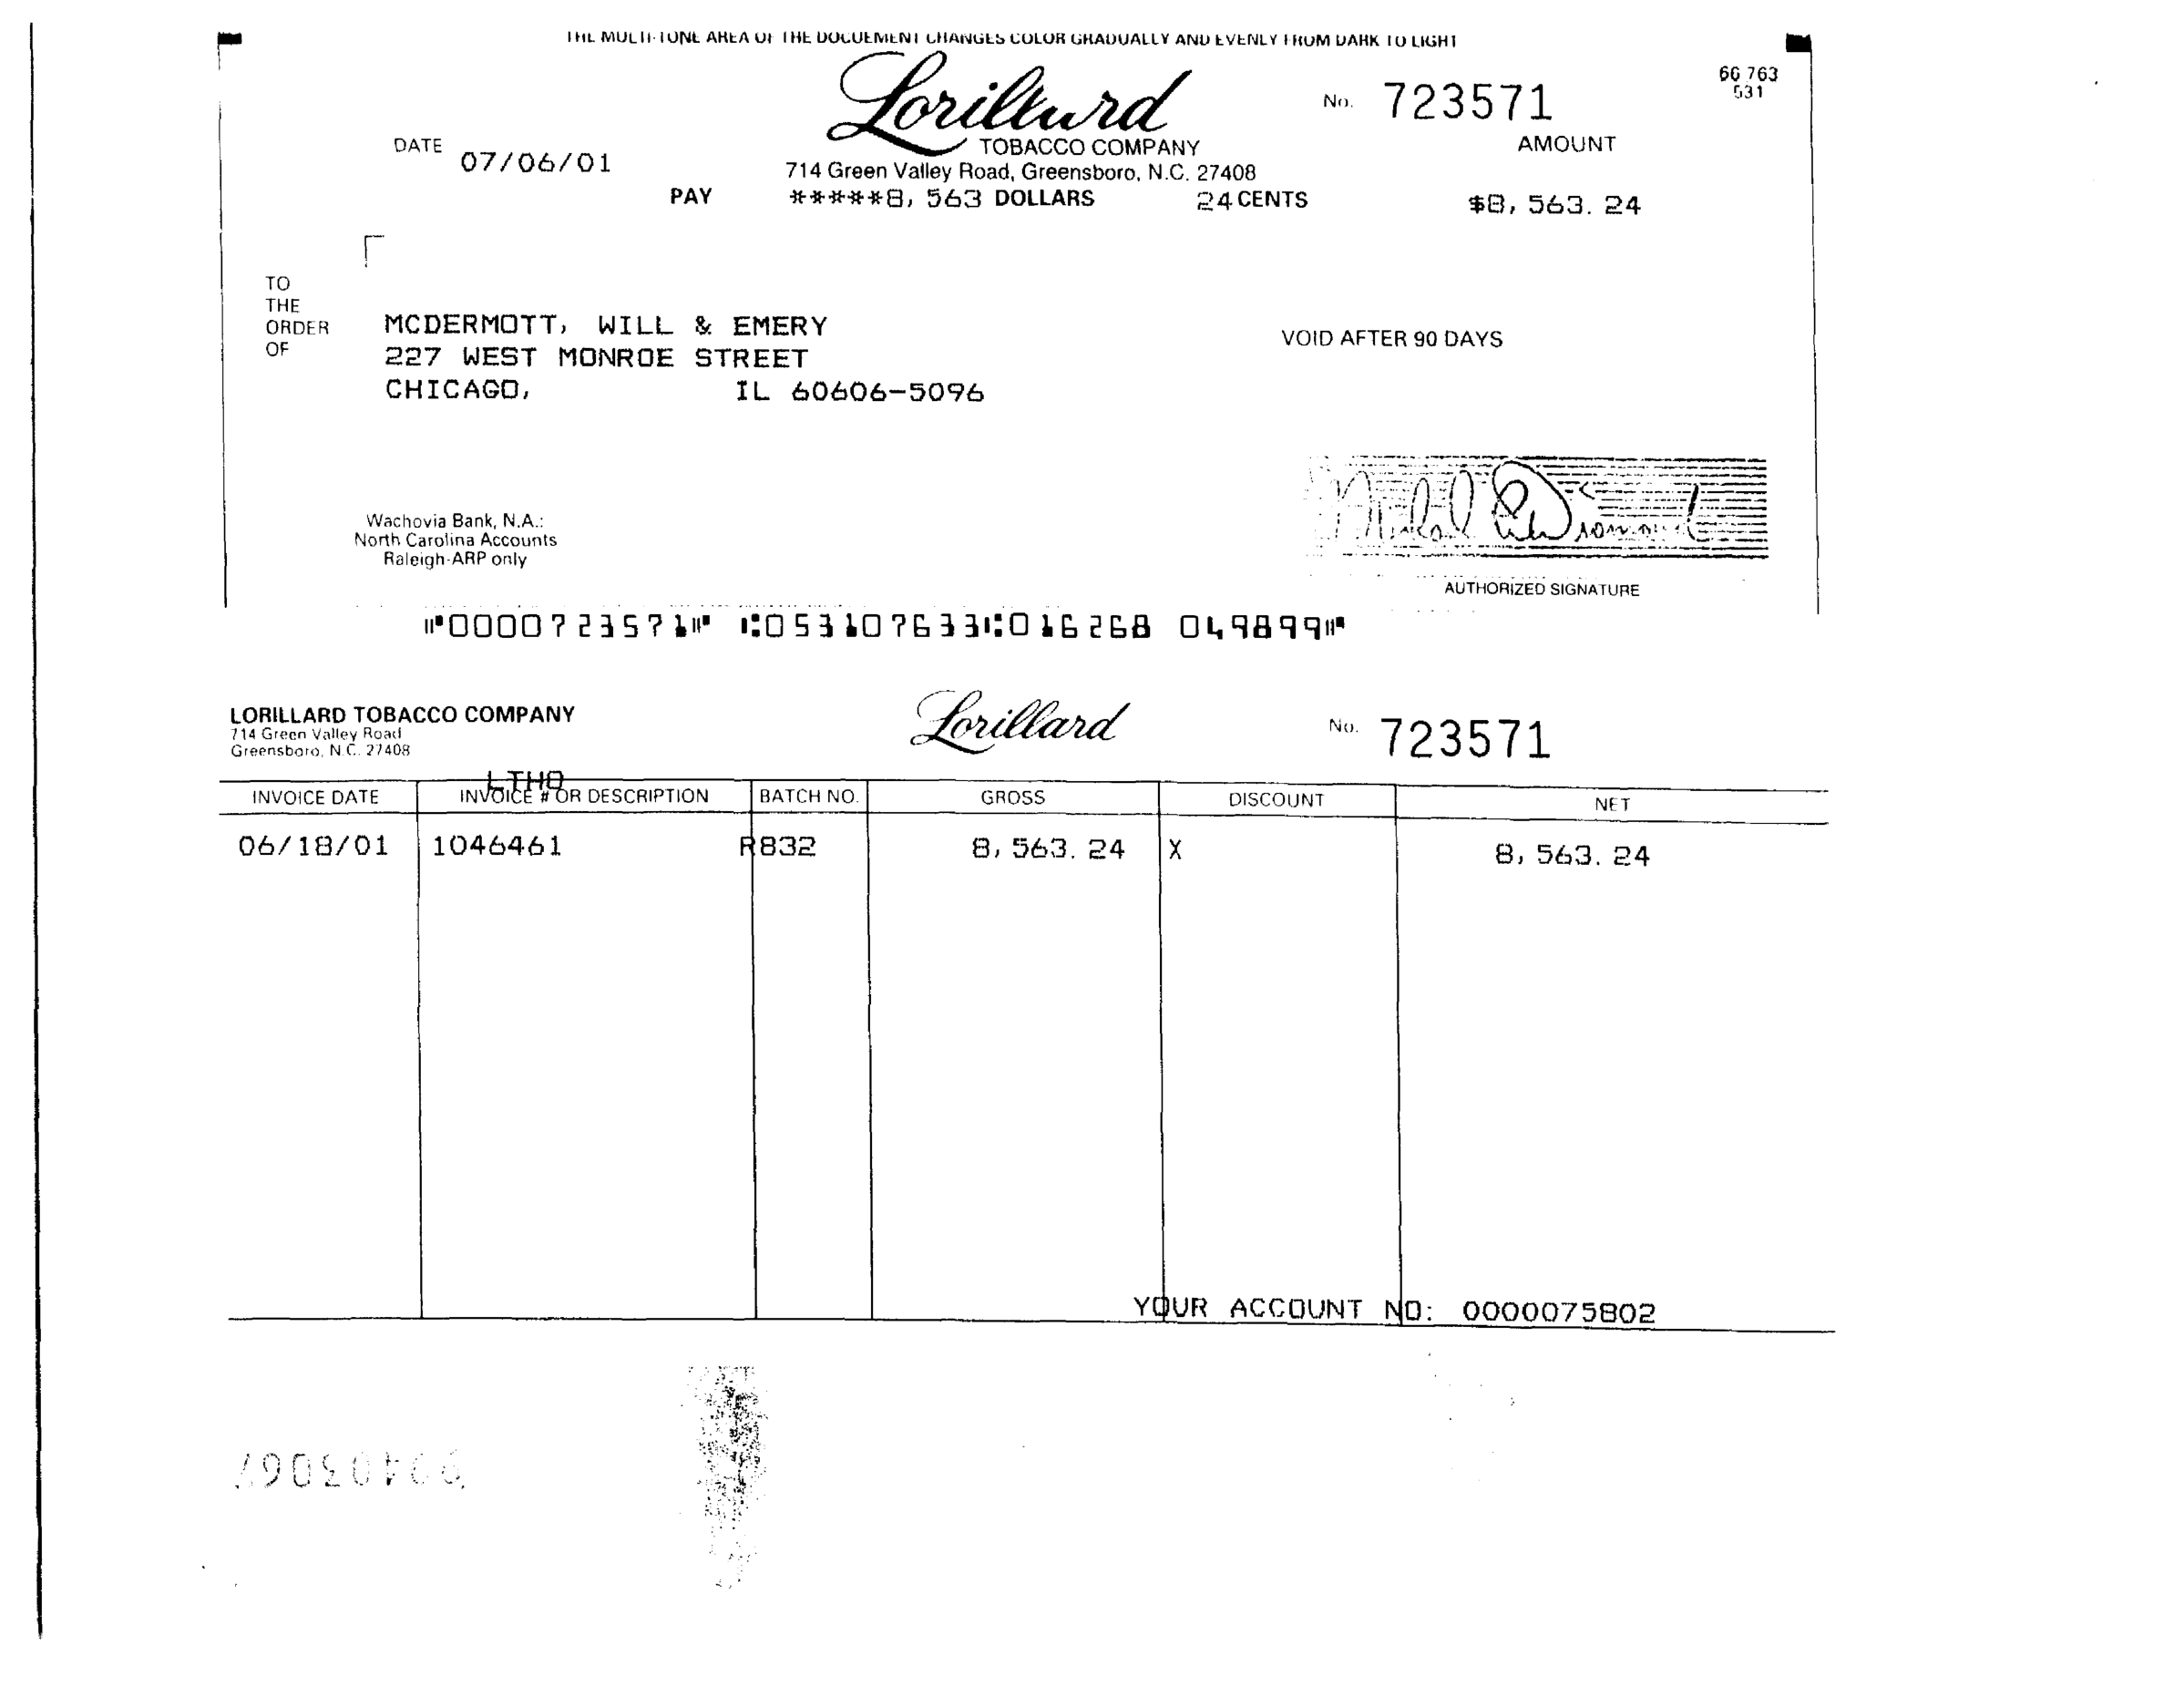 THE MULTI-TONE AREA OF THE DOCUEMENT CHANGES COLOR GRADUALLY AND EVENLY FROM DARK TO LIGHT
Lorillard
TOBACCO COMPANY
714 Green Valley Road, Greensboro, N.C. 27408
No. 723571
66 763
531
DATE 07/06/01
AMOUNT
PAY *****8, 563 DOLLARS 24 CENTS $8, 563. 24
TO
THE
ORDER
OF
MCDERMOTT, WILL & EMERY
227 WEST MONROE STREET
CHICAGO, IL 60606-5096
VOID AFTER 90 DAYS
Wachovia Bank, N.A.:
North Carolina Accounts
Raleigh-ARP only
AUTHORIZED SIGNATURE
⑈0000723571⑈ ⑆053107633⑆016268 049899⑈
LORILLARD TOBACCO COMPANY
714 Green Valley Road
Greensboro, N.C. 27408
Lorillard
No. 723571
LTHO
INVOICE DATE INVOICE # OR DESCRIPTION BATCH NO. GROSS DISCOUNT NET
06/18/01 1046461 R832 8, 563. 24 X 8, 563. 24
YOUR ACCOUNT NO: 0000075802